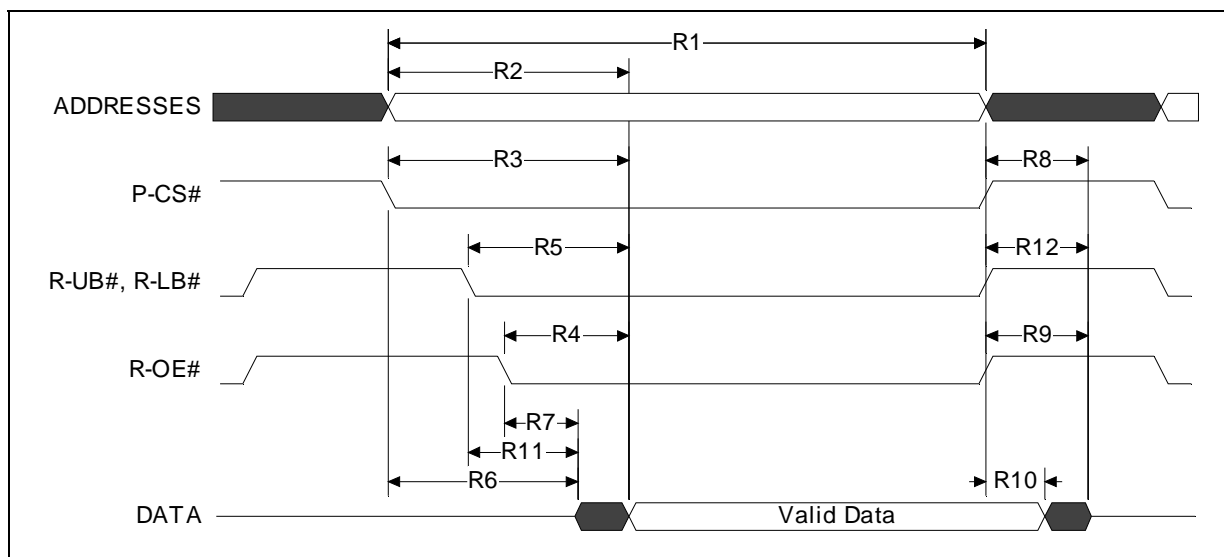 R1
R2
ADDRESSES
R3
R8
P-CS#
R5
R12
R-UB#, R-LB#
R4
R9
R-OE#
R7
R11
R6
R10
DATA
Valid Data